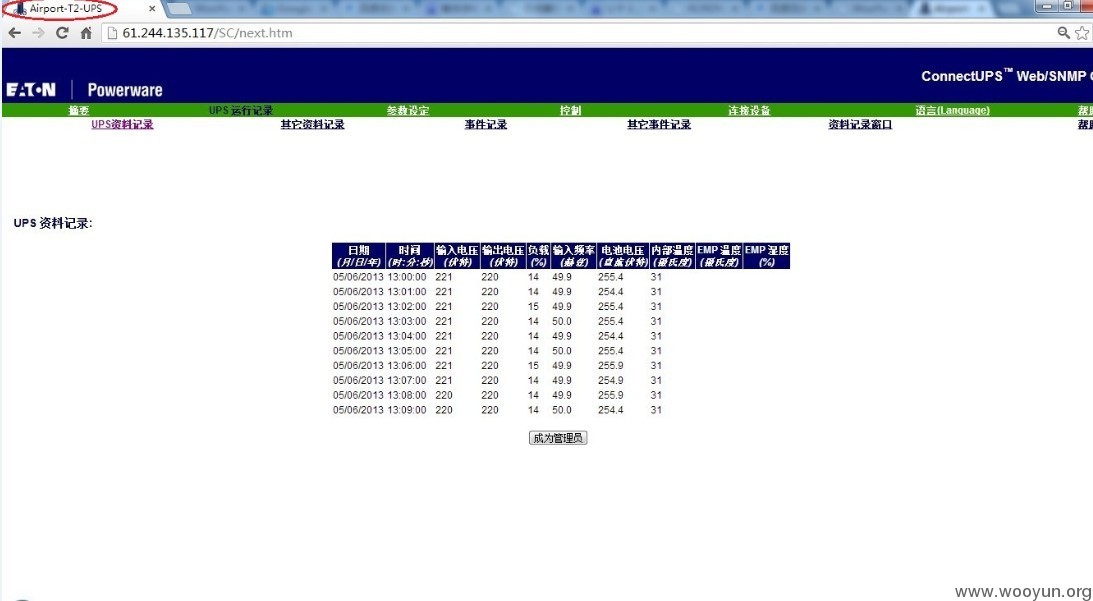 Airport-T2-UPS
61.244.135.117/SC/next.htm
ConnectUPS™ Web/SNMP
EATON Powerware
摘要 UPS 运行记录 参数设定 控制 连接设备 语言(Language)
UPS资料记录 其它资料记录 事件记录 其它事件记录 资料记录窗口
UPS 资料记录:
日期 时间 输入电压 输出电压 负载 输入频率 电池电压 内部温度 EMP 温度 EMP 湿度
(月/日/年) (时:分:秒) (伏特) (伏特) (%) (赫兹) (直流伏特) (摄氏度) (摄氏度) (%)
05/06/2013 13:00:00 221 220 14 49.9 255.4 31
05/06/2013 13:01:00 221 220 14 49.9 254.4 31
05/06/2013 13:02:00 221 220 15 49.9 255.4 31
05/06/2013 13:03:00 221 220 14 50.0 255.4 31
05/06/2013 13:04:00 221 220 14 49.9 254.4 31
05/06/2013 13:05:00 221 220 14 50.0 255.4 31
05/06/2013 13:06:00 221 220 15 49.9 255.9 31
05/06/2013 13:07:00 221 220 14 49.9 254.9 31
05/06/2013 13:08:00 220 220 14 49.9 255.9 31
05/06/2013 13:09:00 220 220 14 50.0 254.4 31
成为管理员
www.wooyun.org